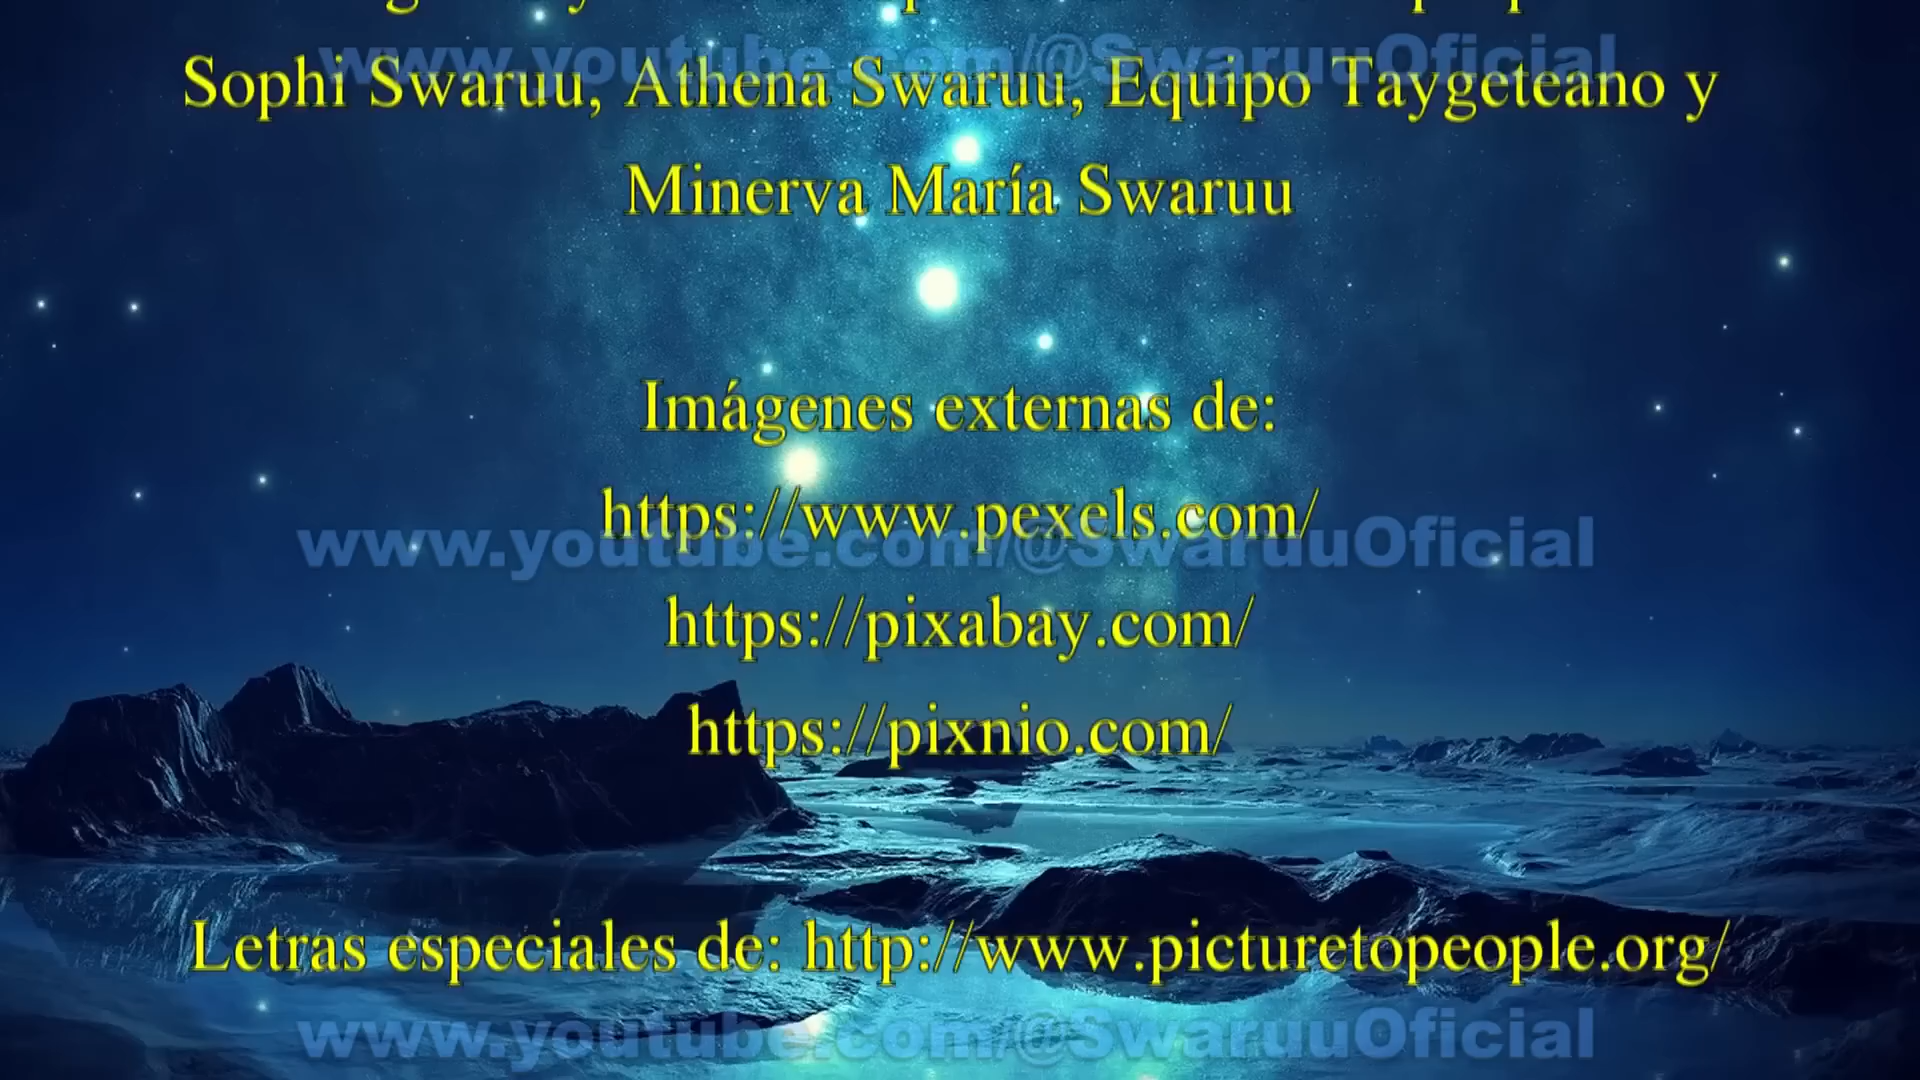 www.youtube.com/@SwaruuOficial
Sophi Swaruu, Athena Swaruu, Equipo Taygeteano y
Minerva María Swaruu
Imágenes externas de:
https://www.pexels.com/
www.youtube.com/@SwaruuOficial
https://pixabay.com/
https://pixnio.com/
Letras especiales de: http://www.picturetopeople.org/
www.youtube.com/@SwaruuOficial